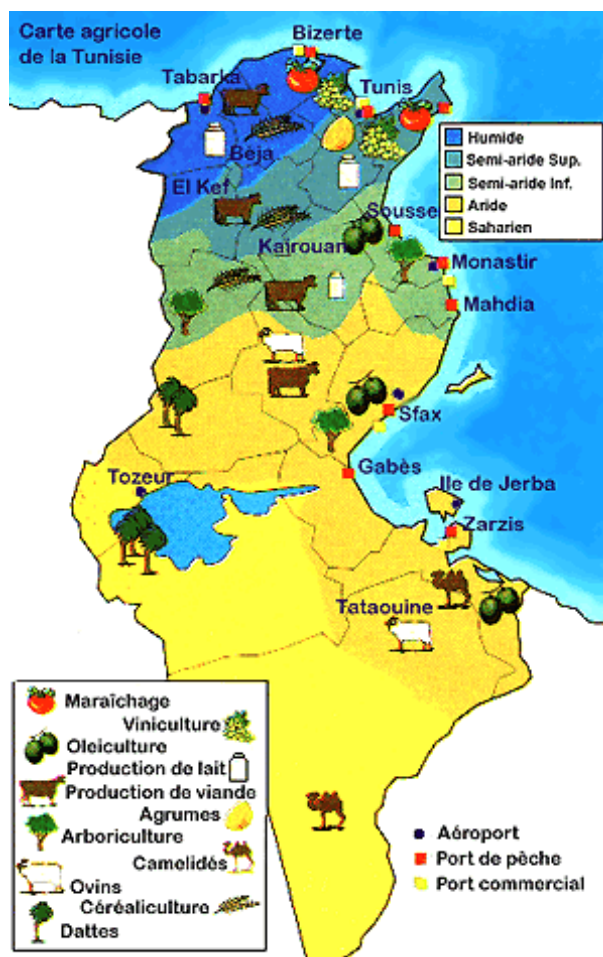 Carte agricole
de la Tunisie
Bizerte
Tabarka
Tunis
Béja
El Kef
Humide
Semi-aride Sup.
Semi-aride Inf.
Aride
Saharien
Sousse
Kairouan
Monastir
Mahdia
Sfax
Gabès
Tozeur
Ile de Jerba
Zarzis
Tataouine
Maraîchage
Viniculture
Oleiculture
Production de lait
Production de viande
Agrumes
Arboriculture
Camelidés
Ovins
Céréaliculture
Dattes
Aéroport
Port de pêche
Port commercial